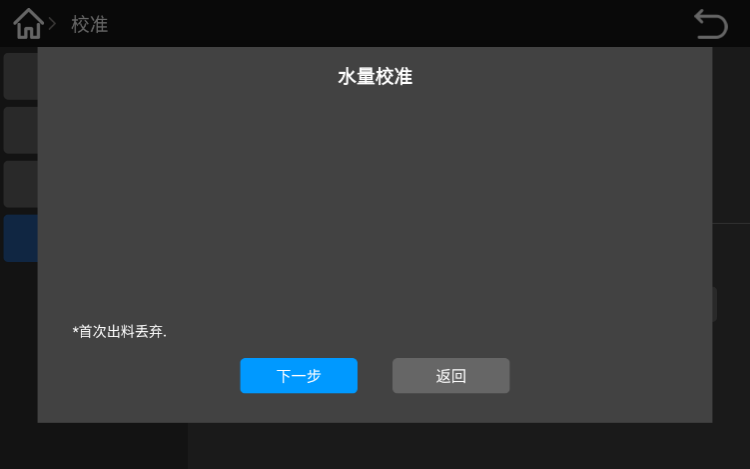 校准
水量校准
*首次出料丢弃.
下一步
返回